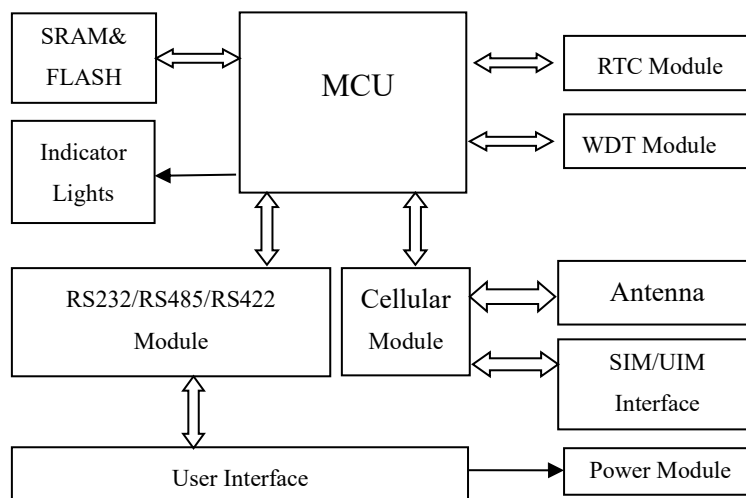 SRAM&
FLASH
MCU
RTC Module
Indicator
Lights
WDT Module
RS232/RS485/RS422
Module
Cellular
Module
Antenna
SIM/UIM
Interface
User Interface
Power Module